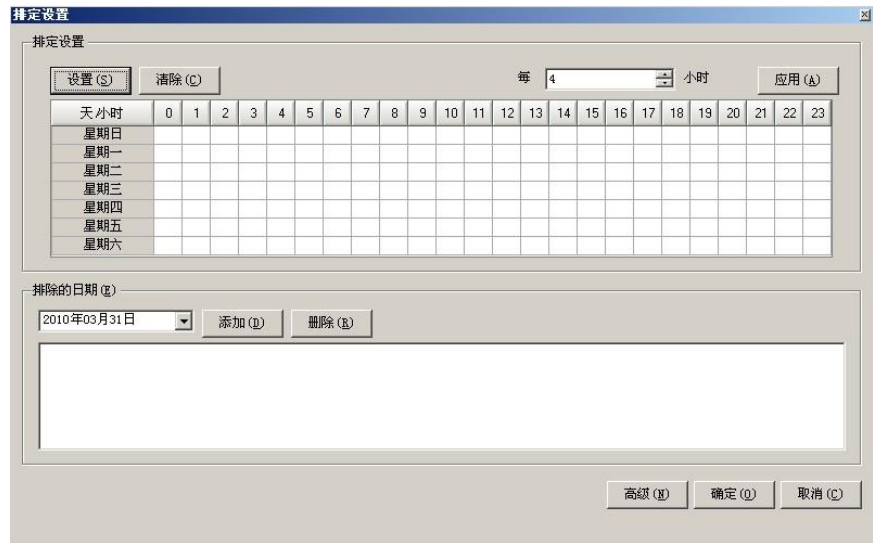 排定设置
排定设置
设置(S) 清除(C) 每 4 小时 应用(A)
天小时 0 1 2 3 4 5 6 7 8 9 10 11 12 13 14 15 16 17 18 19 20 21 22 23
星期日
星期一
星期二
星期三
星期四
星期五
星期六
排除的日期(E)
2010年03月31日 添加(D) 删除(R)
高级(N) 确定(O) 取消(C)